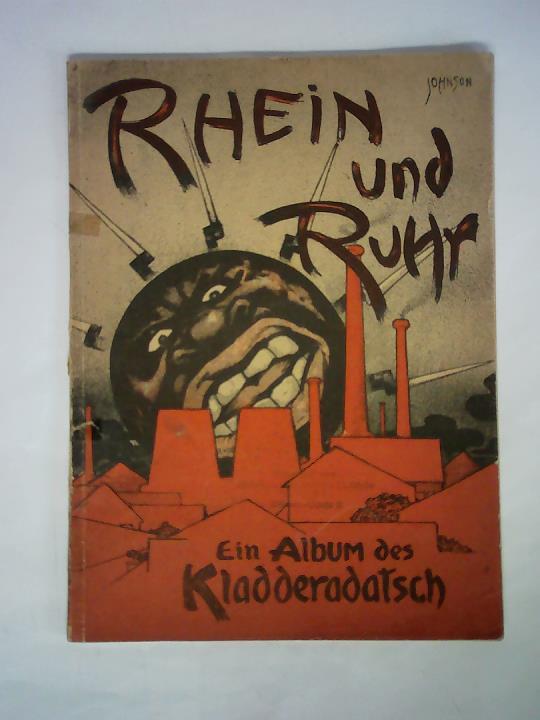 JOHNSON
RHEiN
und
RUHr
Ein Album des
Kladderadatsch